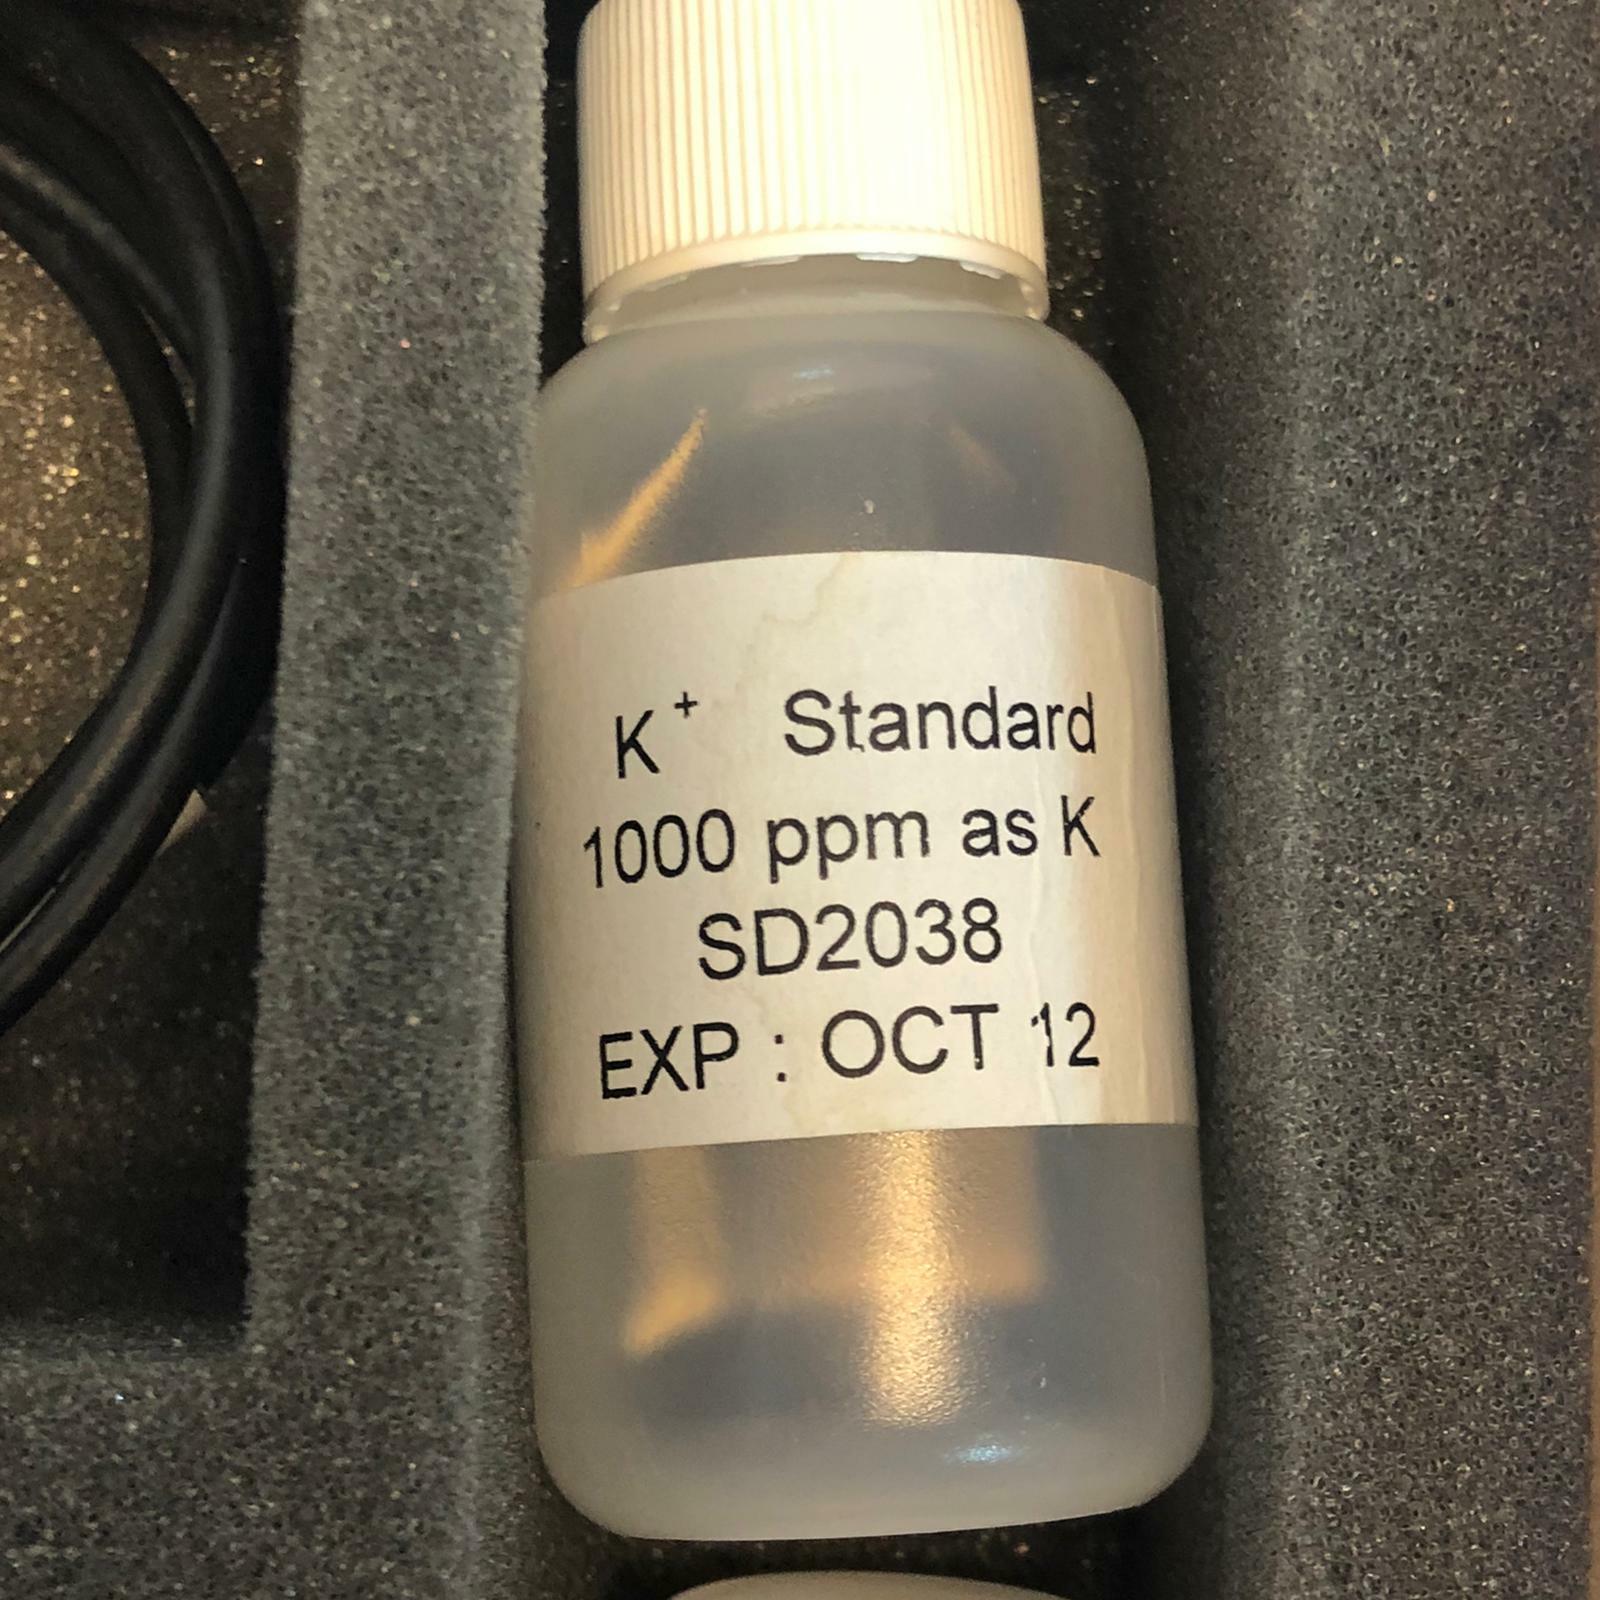 K⁺ Standard
1000 ppm as K
SD2038
EXP : OCT 12